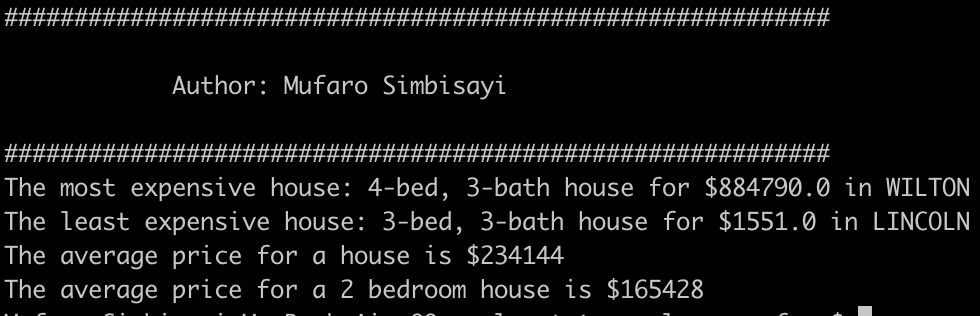 ###########################################################
Author: Mufaro Simbisayi
###########################################################
The most expensive house: 4-bed, 3-bath house for $884790.0 in WILTON
The least expensive house: 3-bed, 3-bath house for $1551.0 in LINCOLN
The average price for a house is $234144
The average price for a 2 bedroom house is $165428